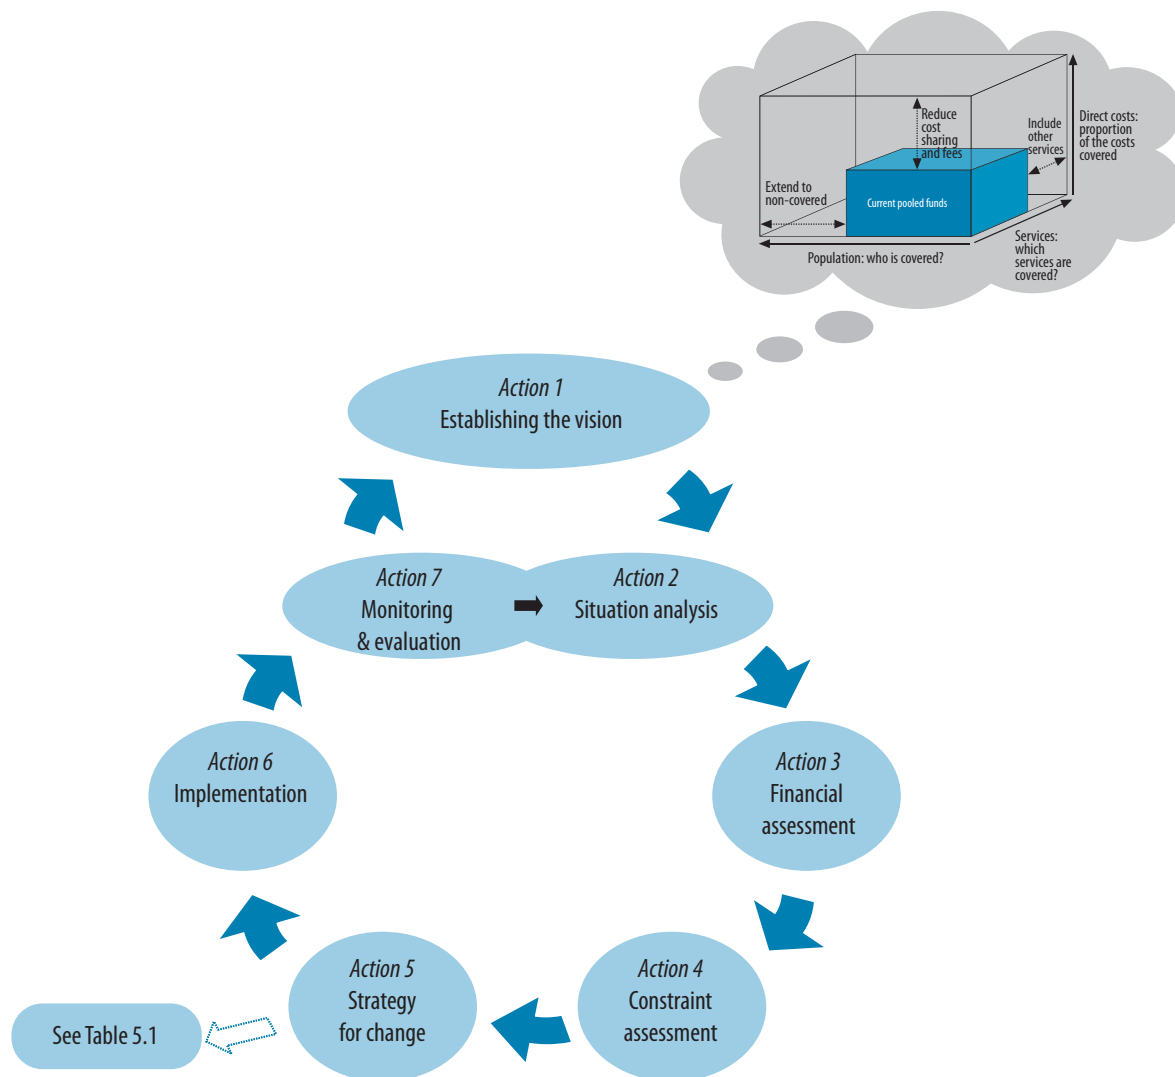 Reduce
cost
sharing
and fees
Include
other
services
Direct costs:
proportion
of the costs
covered
Extend to
non-covered
Current pooled funds
Population: who is covered?
Services:
which
services are
covered?
Action 1
Establishing the vision
Action 7
Monitoring
& evaluation
Action 2
Situation analysis
Action 6
Implementation
Action 3
Financial
assessment
Action 5
Strategy
for change
Action 4
Constraint
assessment
See Table 5.1